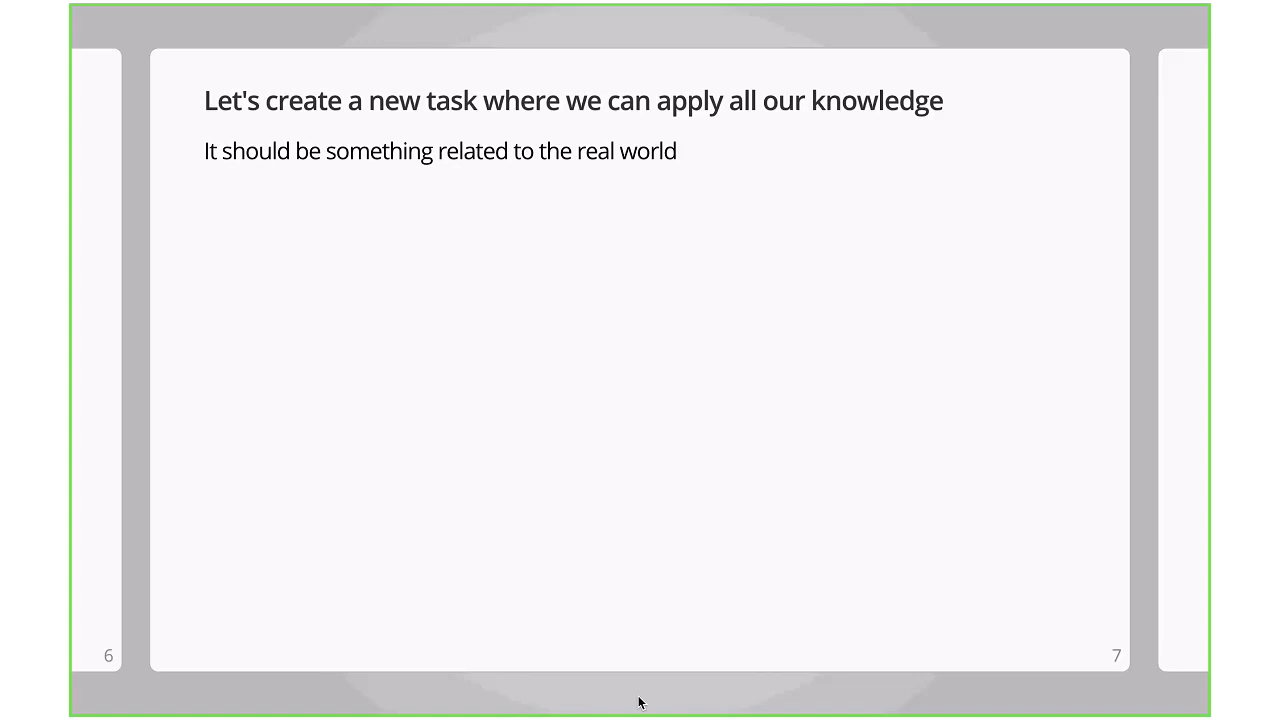 Let's create a new task where we can apply all our knowledge
It should be something related to the real world
6
7